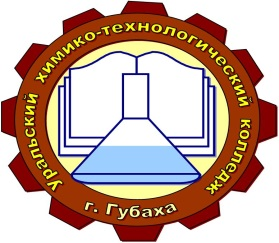 Уральский химико-технологический колледж
г. Губаха